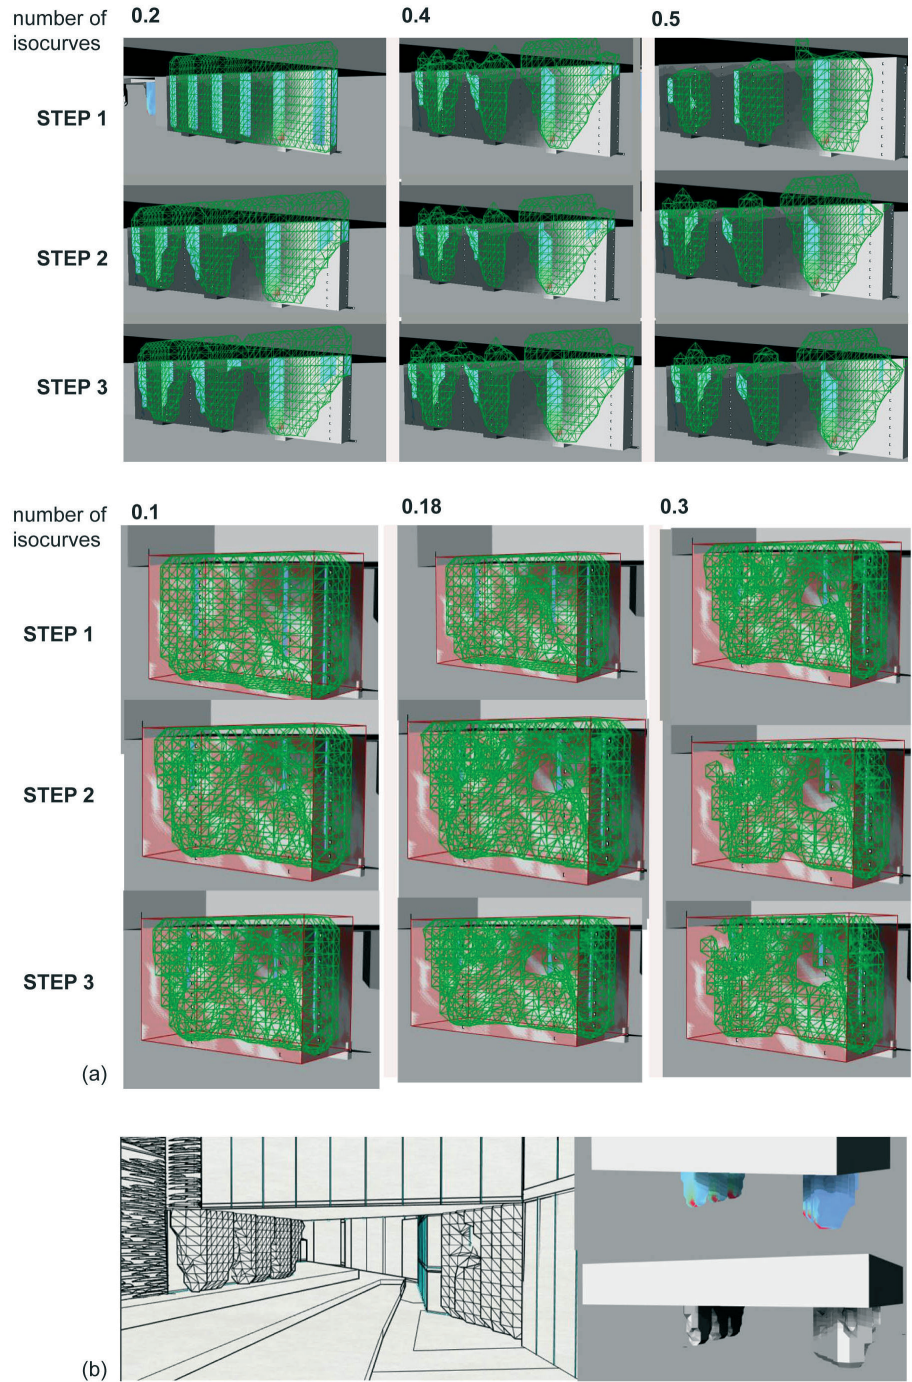 number of
isocurves
0.2
0.4
0.5
STEP 1
STEP 2
STEP 3
number of
isocurves
0.1
0.18
0.3
STEP 1
STEP 2
STEP 3
(a)
(b)